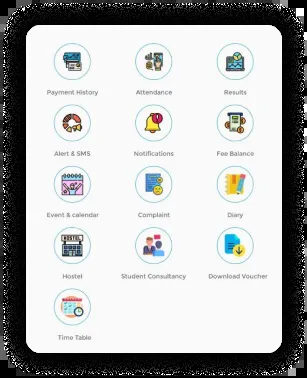 Payment History
Attendance
Results
Alert & SMS
Notifications
Fee Balance
Event & calendar
Complaint
Diary
HOSTEL
Hostel
Student Consultancy
Download Voucher
Time Table